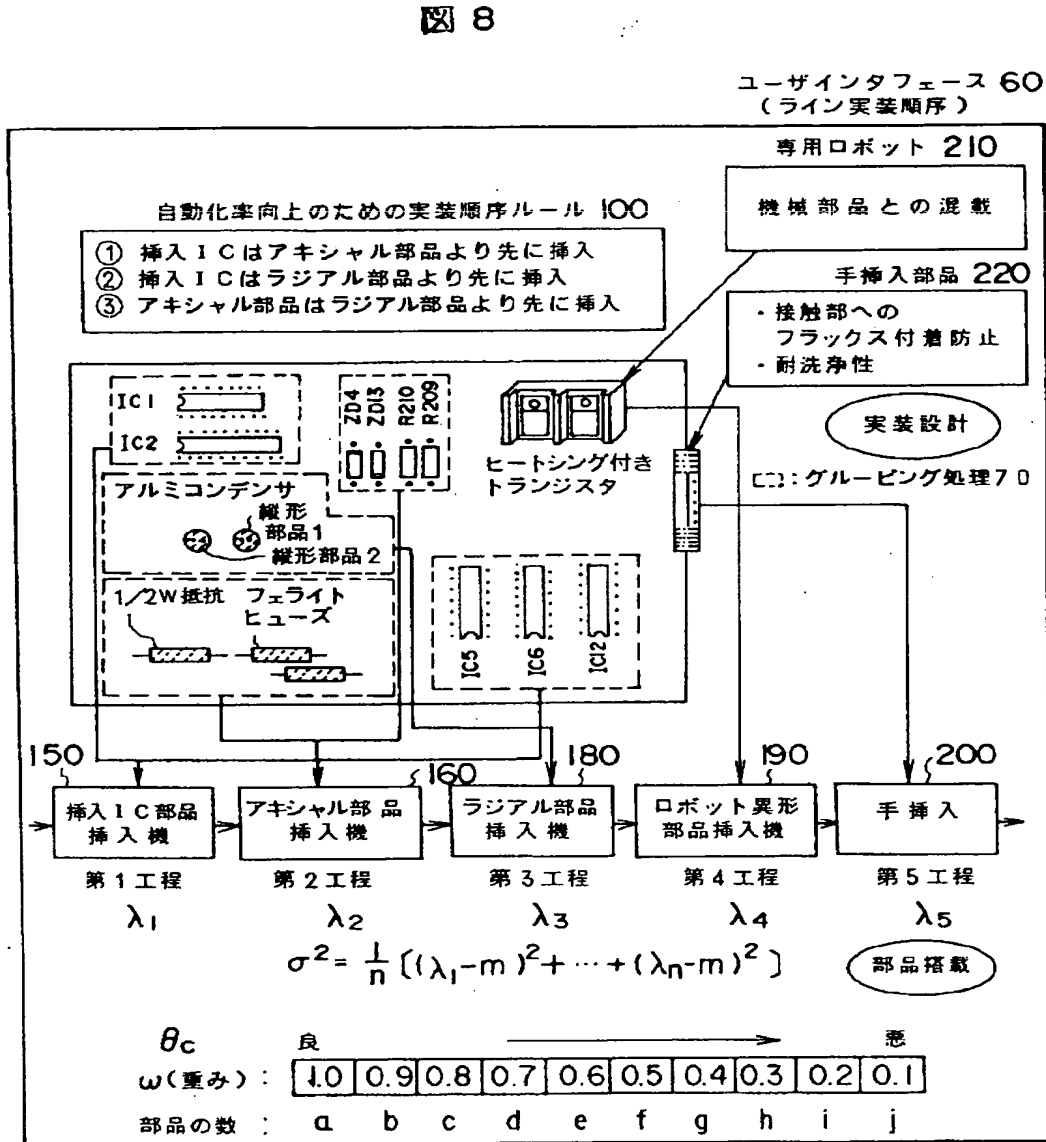 図 8
ユーザインタフェース 60
(ライン実装順序)
専用ロボット 210
機械部品との混載
自動化率向上のための実装順序ルール 100
① 挿入ICはアキシャル部品より先に挿入
② 挿入ICはラジアル部品より先に挿入
③ アキシャル部品はラジアル部品より先に挿入
手挿入部品 220
・接触部への
フラックス付着防止
・耐洗浄性
実装設計
:グルーピング処理70
IC1
IC2
ZD4
ZD13
R210
R209
ヒートシング付き
トランジスタ
アルミコンデンサ
縦形
部品1
縦形部品2
1/2W抵抗
フェライト
ヒューズ
IC5
IC6
IC12
150
160
180
190
200
挿入IC部品
挿入機
アキシャル部品
挿入機
ラジアル部品
挿入機
ロボット異形
部品挿入機
手挿入
第1工程
第2工程
第3工程
第4工程
第5工程
λ1
λ2
λ3
λ4
λ5
σ² = 1/n [(λ1-m)² + … + (λn-m)²]
部品搭載
θc 良 悪
ω(重み): 1.0 0.9 0.8 0.7 0.6 0.5 0.4 0.3 0.2 0.1
部品の数 : a b c d e f g h i j